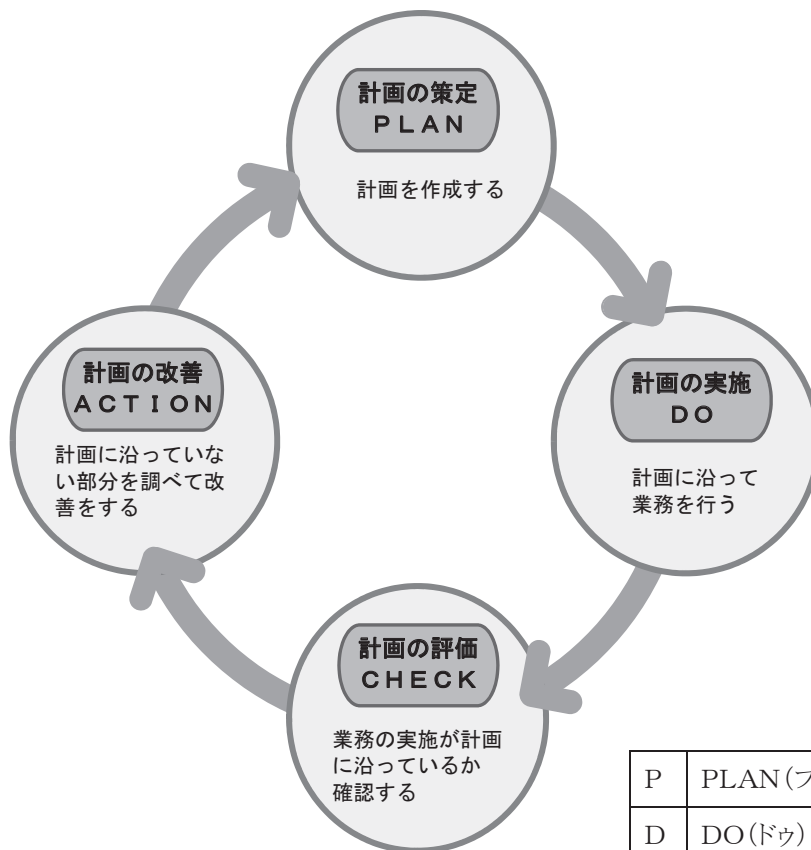 計画の策定
PLAN
計画を作成する
計画の実施
DO
計画に沿って
業務を行う
計画の評価
CHECK
業務の実施が計画
に沿っているか
確認する
計画の改善
ACTION
計画に沿っていな
い部分を調べて改
善をする
P PLAN(
D DO(ドゥ)